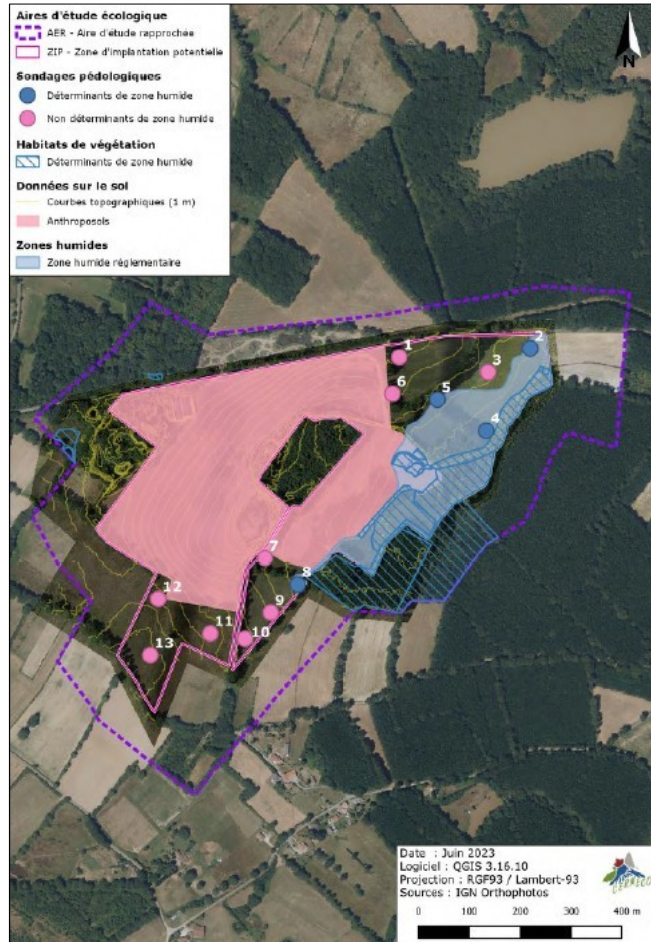 Aires d'étude écologique
AER - Aire d'étude rapprochée
ZIP - Zone d'implantation potentielle
Sondages pédologiques
Déterminants de zone humide
Non déterminants de zone humide
Habitats de végétation
Déterminants de zone humide
Données sur le sol
Courbes topographiques (1 m)
Anthroposols
Zones humides
Zone humide réglementaire
N
1
2
3
6
5
4
7
8
12
9
11
10
13
Date : Juin 2023
Logiciel : QGIS 3.16.10
Projection : RGF93 / Lambert-93
Sources : IGN Orthophotos
0 100 200 300 400 m